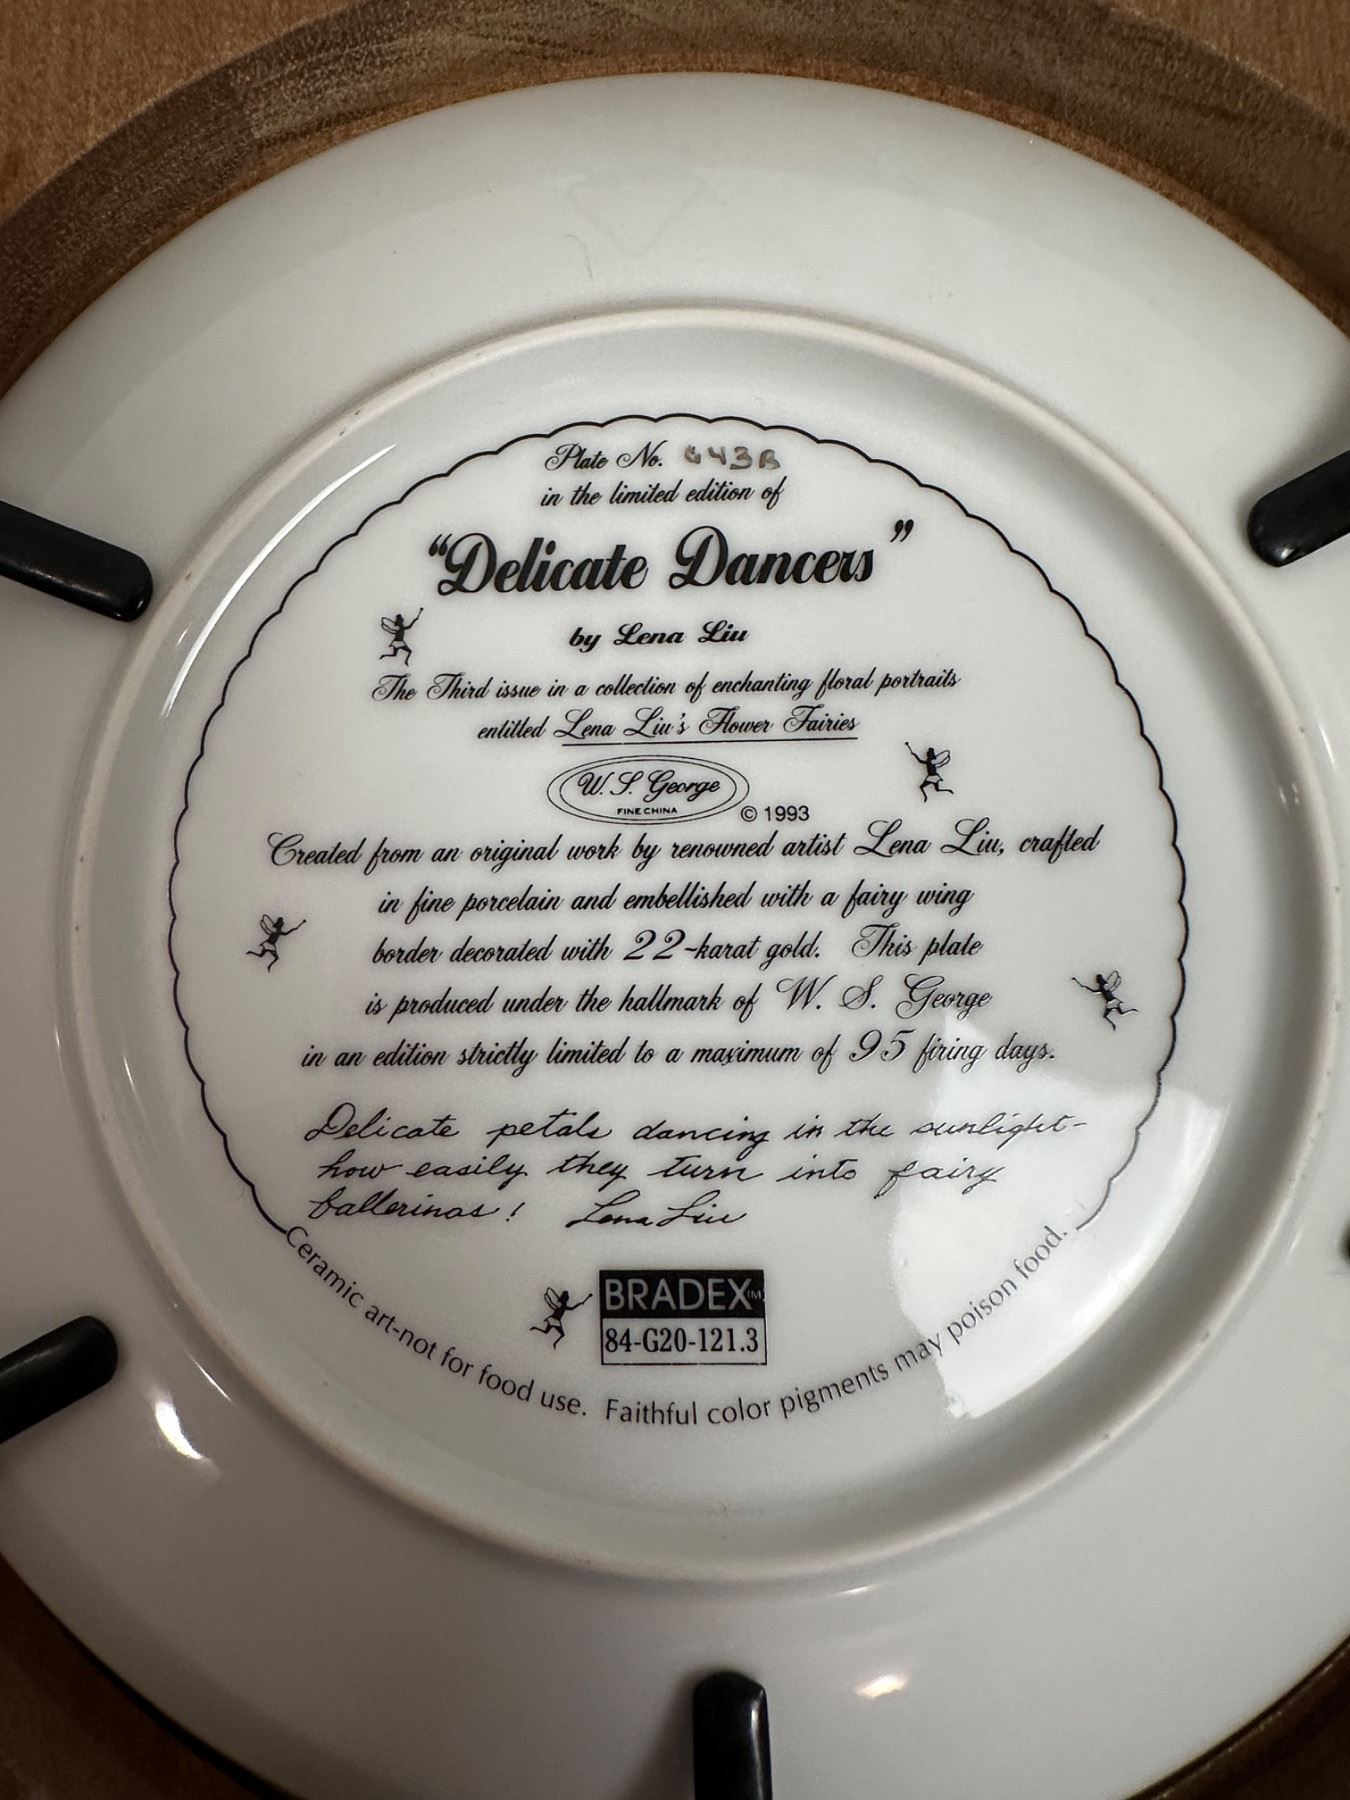 Plate No. 643B
in the limited edition of
“Delicate Dancers”
by Lena Liu
The Third issue in a collection of enchanting floral portraits
entitled Lena Liu's Flower Fairies
W. S. George
FINE CHINA
© 1993
Created from an original work by renowned artist Lena Liu, crafted
in fine porcelain and embellished with a fairy wing
border decorated with 22-karat gold. This plate
is produced under the hallmark of W. S. George
in an edition strictly limited to a maximum of 95 firing days.
Delicate petals dancing in the sunlight-
how easily they turn into fairy
ballerinas! Lena Liu
BRADEX™
84-G20-121.3
Ceramic art-not for food use. Faithful color pigments may poison food.